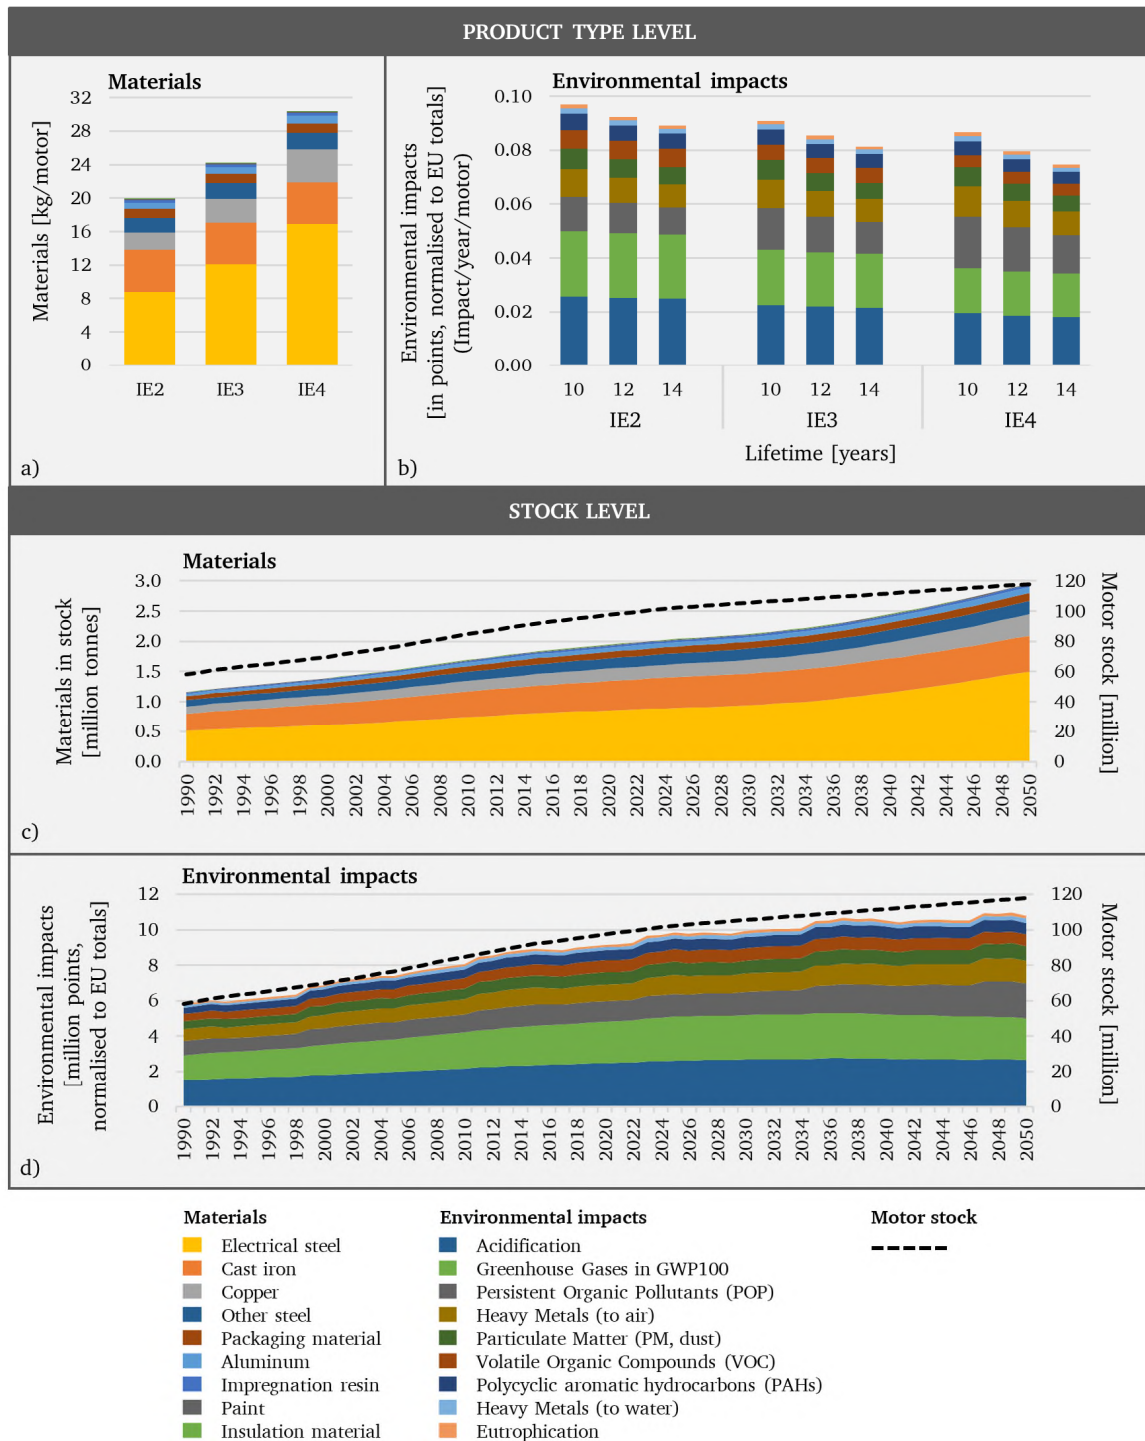 PRODUCT TYPE LEVEL
Materials
Materials [kg/motor]
32
28
24
20
16
12
8
4
0
IE2 IE3 IE4
a)
Environmental impacts
Environmental impacts
[in points, normalised to EU totals]
(Impact/year/motor)
0.10
0.08
0.06
0.04
0.02
0.00
10 12 14 10 12 14 10 12 14
IE2 IE3 IE4
Lifetime [years]
b)
STOCK LEVEL
Materials
Materials in stock
[million tonnes]
3.0
2.5
2.0
1.5
1.0
0.5
0.0
120
100
80
60
40
20
0
Motor stock
[million]
1990 1992 1994 1996 1998 2000 2002 2004 2006 2008 2010 2012 2014 2016 2018 2020 2022 2024 2026 2028 2030 2032 2034 2036 2038 2040 2042 2044 2046 2048 2050
c)
Environmental impacts
Environmental impacts
[million points,
normalised to EU totals]
12
10
8
6
4
2
0
120
100
80
60
40
20
0
Motor stock
[million]
1990 1992 1994 1996 1998 2000 2002 2004 2006 2008 2010 2012 2014 2016 2018 2020 2022 2024 2026 2028 2030 2032 2034 2036 2038 2040 2042 2044 2046 2048 2050
d)
Materials
Electrical steel
Cast iron
Copper
Other steel
Packaging material
Aluminum
Impregnation resin
Paint
Insulation material
Environmental impacts
Acidification
Greenhouse Gases in GWP100
Persistent Organic Pollutants (POP)
Heavy Metals (to air)
Particulate Matter (PM, dust)
Volatile Organic Compounds (VOC)
Polycyclic aromatic hydrocarbons (PAHs)
Heavy Metals (to water)
Eutrophication
Motor stock